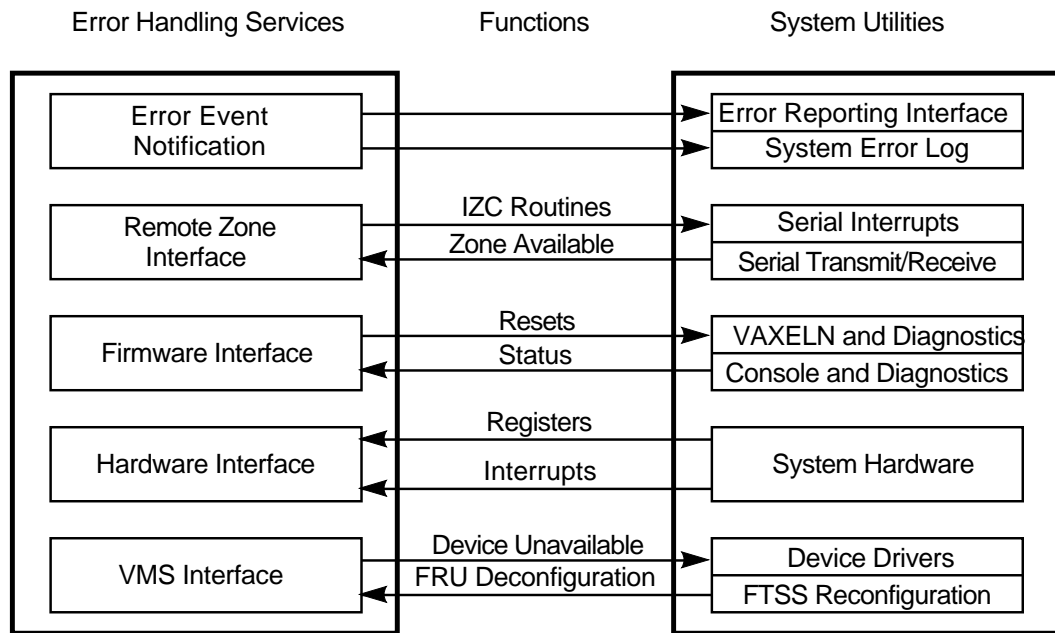 Error Handling Services
Functions
System Utilities
Error Event
Notification
Error Reporting Interface
System Error Log
Remote Zone
Interface
IZC Routines
Zone Available
Serial Interrupts
Serial Transmit/Receive
Firmware Interface
Resets
Status
VAXELN and Diagnostics
Console and Diagnostics
Hardware Interface
Registers
Interrupts
System Hardware
VMS Interface
Device Unavailable
FRU Deconfiguration
Device Drivers
FTSS Reconfiguration